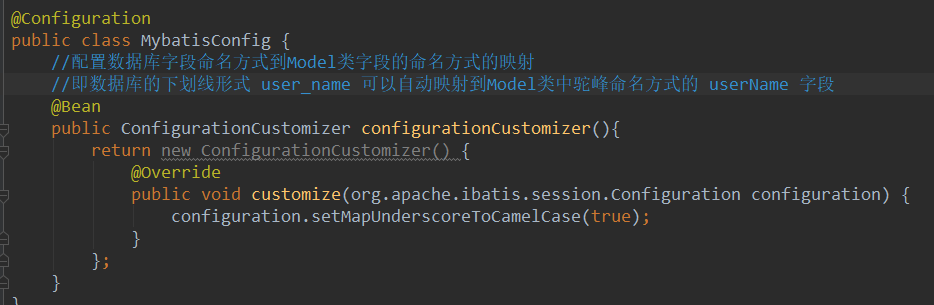 @Configuration
public class MybatisConfig {
//配置数据库字段命名方式到Model类字段的命名方式的映射
//即数据库的下划线形式 user_name 可以自动映射到Model类中驼峰命名方式的 userName 字段
@Bean
public ConfigurationCustomizer configurationCustomizer(){
return new ConfigurationCustomizer() {
@Override
public void customize(org.apache.ibatis.session.Configuration configuration) {
configuration.setMapUnderscoreToCamelCase(true);
}
};
}
}